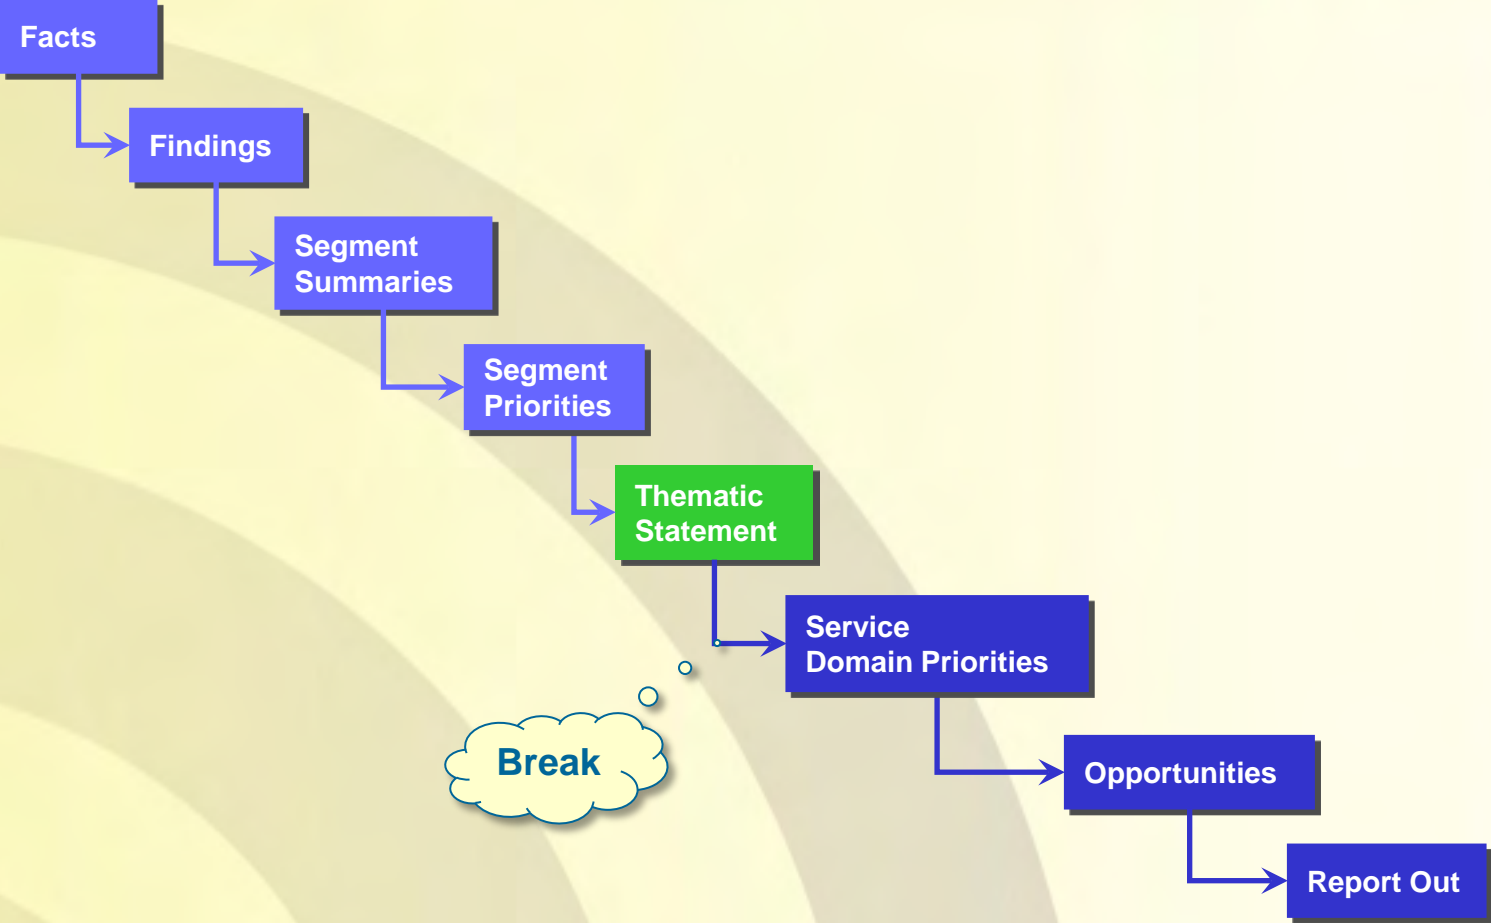 Facts
Findings
Segment
Summaries
Segment
Priorities
Thematic
Statement
Service
Domain Priorities
Break
Opportunities
Report Out